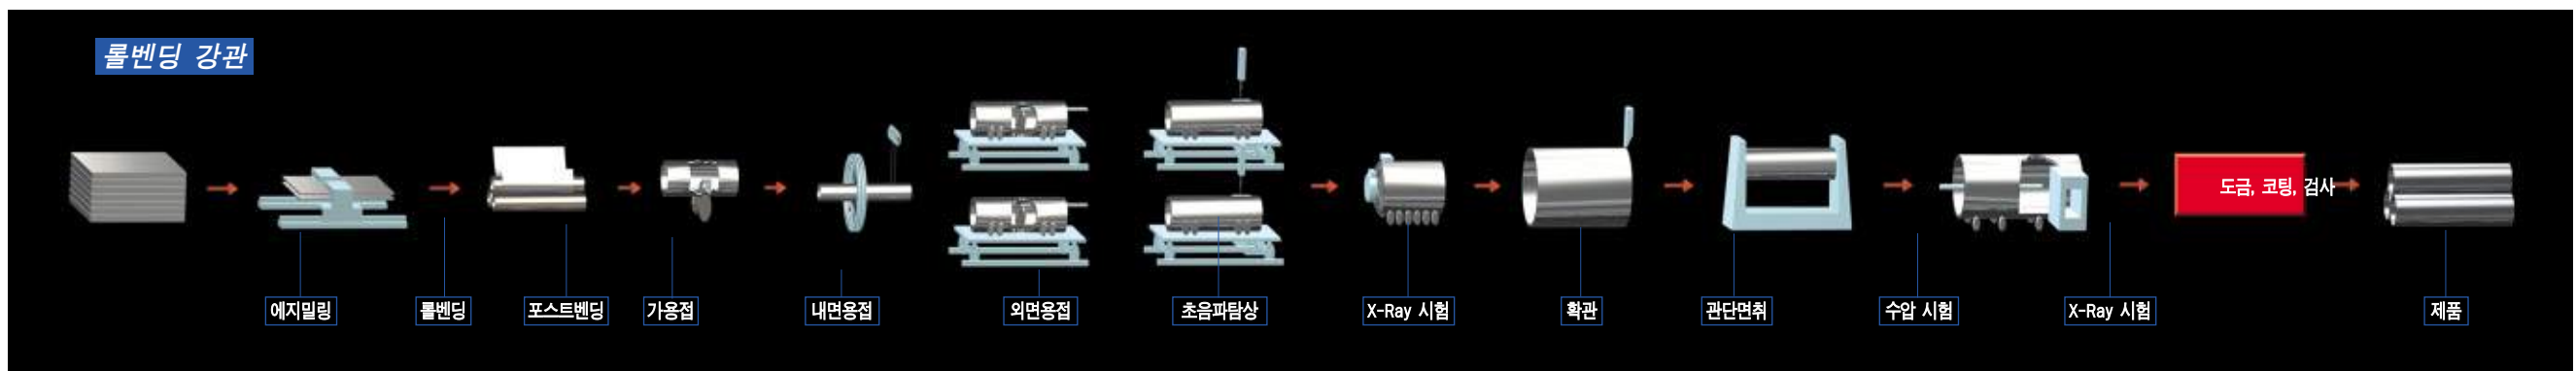 롤벤딩 강관
도금, 코팅, 검사
에지밀링
롤벤딩
포스트벤딩
가용접
내면용접
외면용접
초음파탐상
X-Ray 시험
확관
관단면취
수압 시험
X-Ray 시험
제품